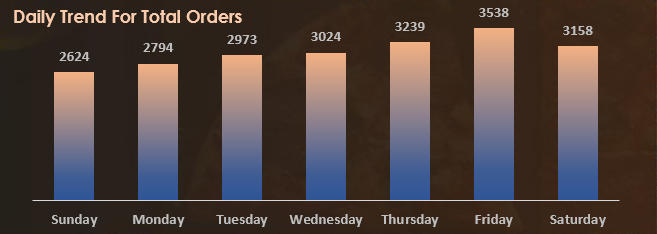 Daily Trend For Total Orders
2624
2794
2973
3024
3239
3538
3158
Sunday
Monday
Tuesday
Wednesday
Thursday
Friday
Saturday